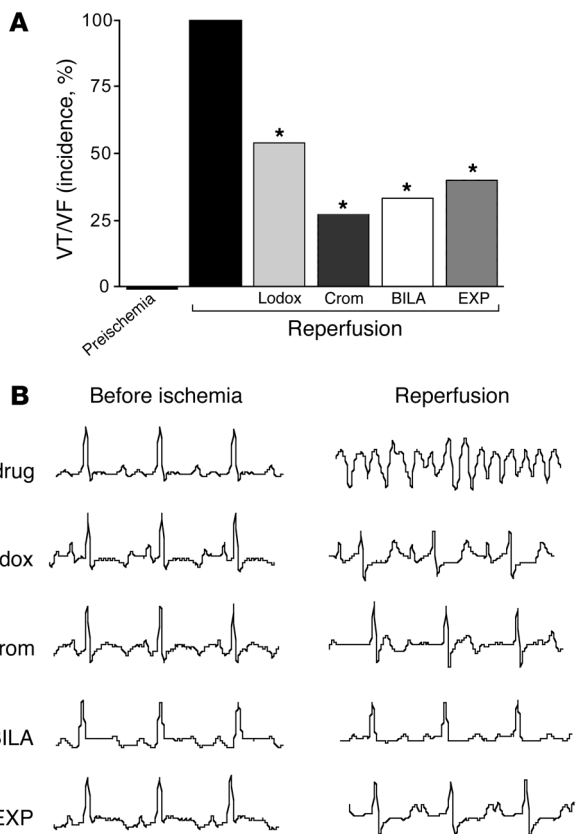 A
VT/VF (incidence, %)
100
75
50
25
0
*
*
*
*
Preischemia
Lodox
Crom
BILA
EXP
Reperfusion
B
Before ischemia
Reperfusion
drug
dox
rom
BILA
EXP